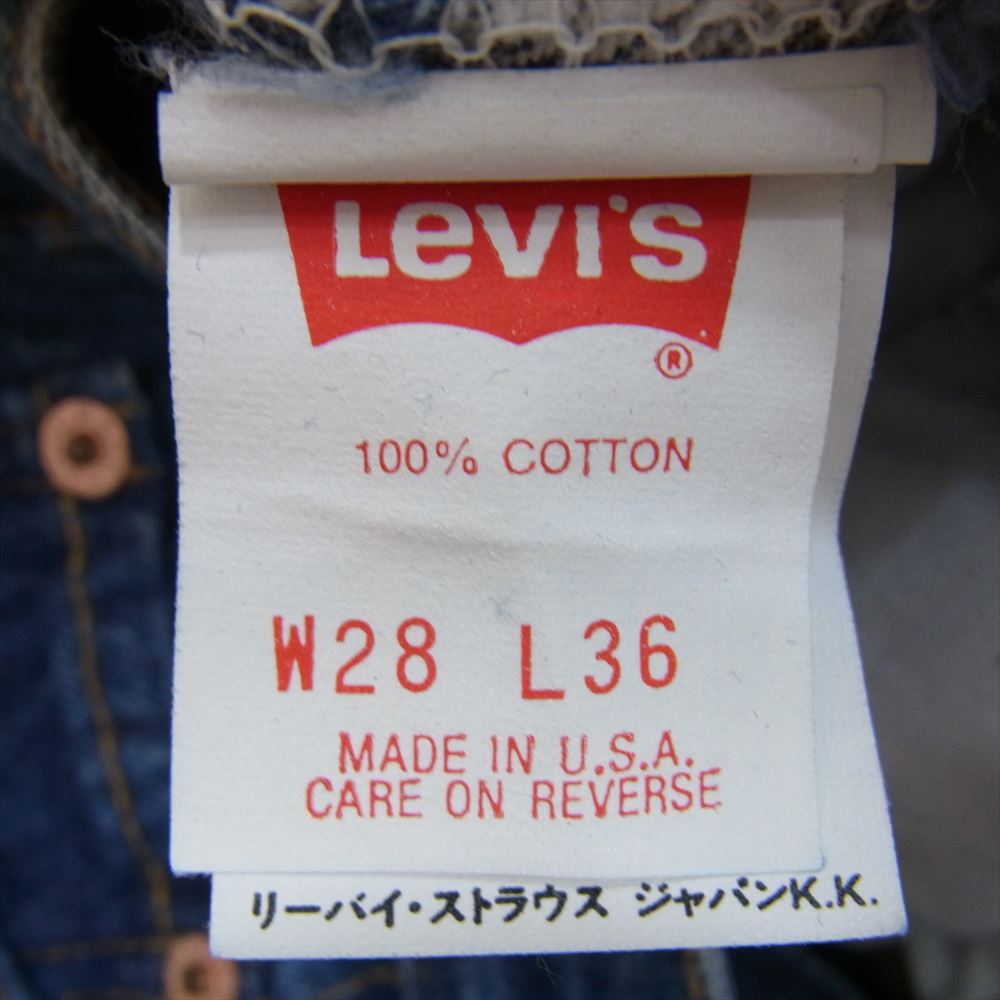 Levi's
®
100% COTTON
W28 L36
MADE IN U.S.A.
CARE ON REVERSE
リーバイ・ストラウス ジャパンK.K.